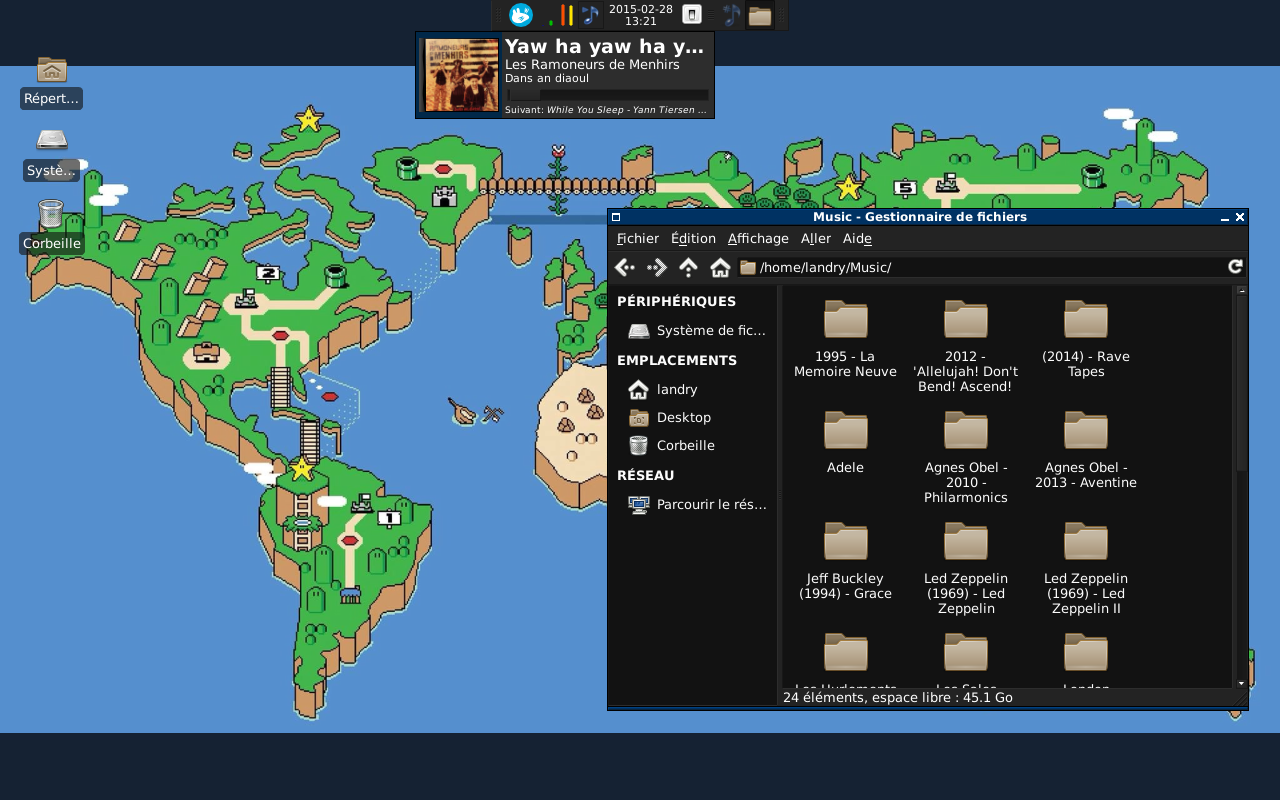 2015-02-28
13:21
Yaw ha yaw ha y...
Les Ramoneurs de Menhirs
Dans an diaoul
Suivant: While You Sleep - Yann Tiersen ...
Répert...
Systè...
Corbeille
5
2
1
Music - Gestionnaire de fichiers
Fichier Édition Affichage Aller Aide
/home/landry/Music/
PÉRIPHÉRIQUES
Système de fic...
EMPLACEMENTS
landry
Desktop
Corbeille
RÉSEAU
Parcourir le rés...
1995 - La
Memoire Neuve
2012 -
'Allelujah! Don't
Bend! Ascend!
(2014) - Rave
Tapes
Adele
Agnes Obel -
2010 -
Philarmonics
Agnes Obel -
2013 - Aventine
Jeff Buckley
(1994) - Grace
Led Zeppelin
(1969) - Led
Zeppelin
Led Zeppelin
(1969) - Led
Zeppelin II
24 éléments, espace libre : 45.1 Go